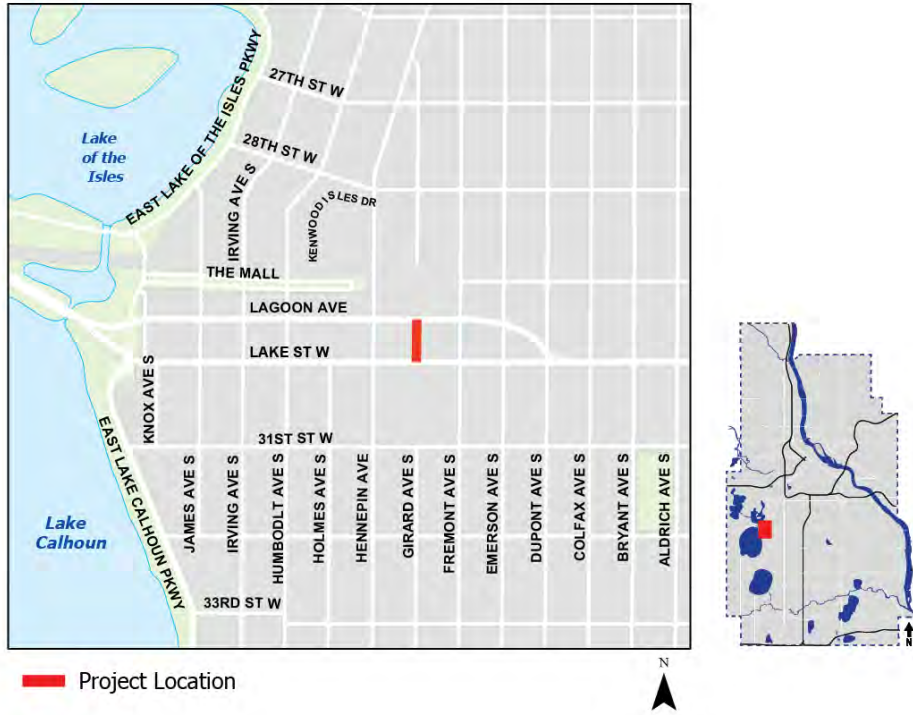 EAST LAKE OF THE ISLES PKWY
27TH ST W
Lake
of the
Isles
28TH ST W
IRVING AVE S
KENWOOD ISLES DR
THE MALL
LAGOON AVE
LAKE ST W
KNOX AVE S
31ST ST W
EAST LAKE CALHOUN PKWY
JAMES AVE S
IRVING AVE S
HUMBODLT AVE S
HOLMES AVE S
HENNEPIN AVE
GIRARD AVE S
FREMONT AVE S
EMERSON AVE S
DUPONT AVE S
COLFAX AVE S
BRYANT AVE S
ALDRICH AVE S
Lake
Calhoun
33RD ST W
N
Project Location
N